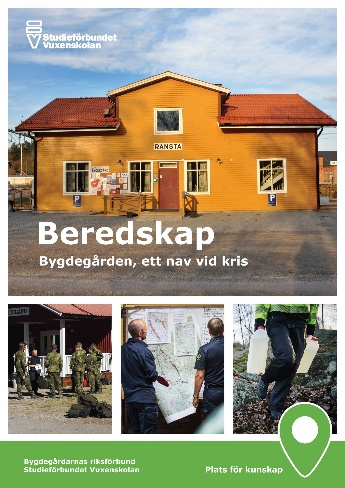 Studieförbundet
Vuxenskolan
RANSTA
Beredskap
Bygdegården, ett nav vid kris
Bygdegårdarnas riksförbund
Studieförbundet Vuxenskolan
Plats för kunskap